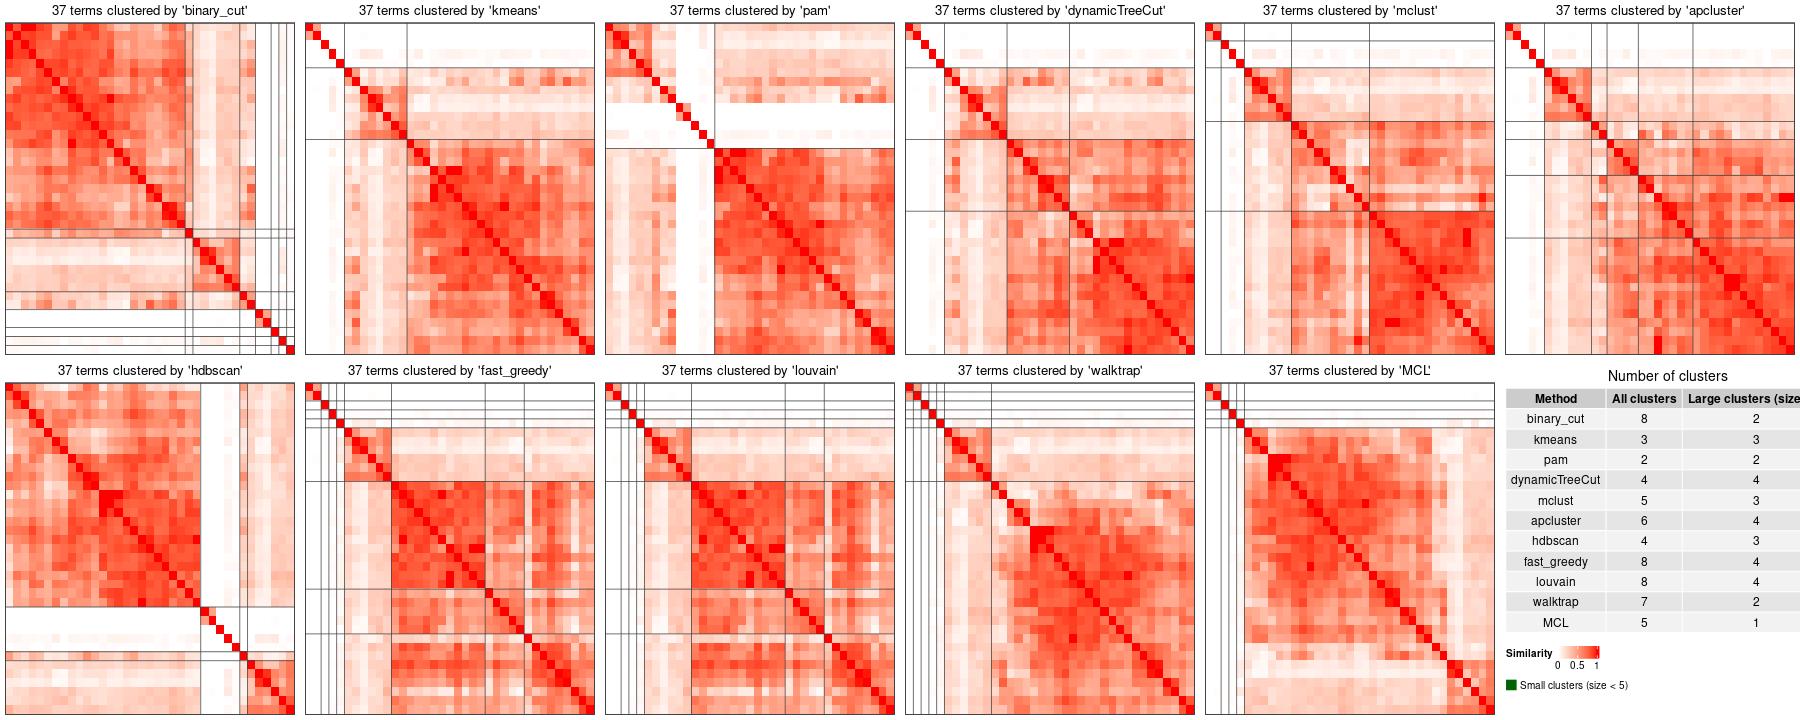 37 terms clustered by 'binary_cut'
37 terms clustered by 'kmeans'
37 terms clustered by 'pam'
37 terms clustered by 'dynamicTreeCut'
37 terms clustered by 'mclust'
37 terms clustered by 'apcluster'
37 terms clustered by 'hdbscan'
37 terms clustered by 'fast_greedy'
37 terms clustered by 'louvain'
37 terms clustered by 'walktrap'
37 terms clustered by 'MCL'
Number of clusters
Method All clusters Large clusters (size
binary_cut 8 2
kmeans 3 3
pam 2 2
dynamicTreeCut 4 4
mclust 5 3
apcluster 6 4
hdbscan 4 3
fast_greedy 8 4
louvain 8 4
walktrap 7 2
MCL 5 1
Similarity
0 0.5 1
Small clusters (size < 5)